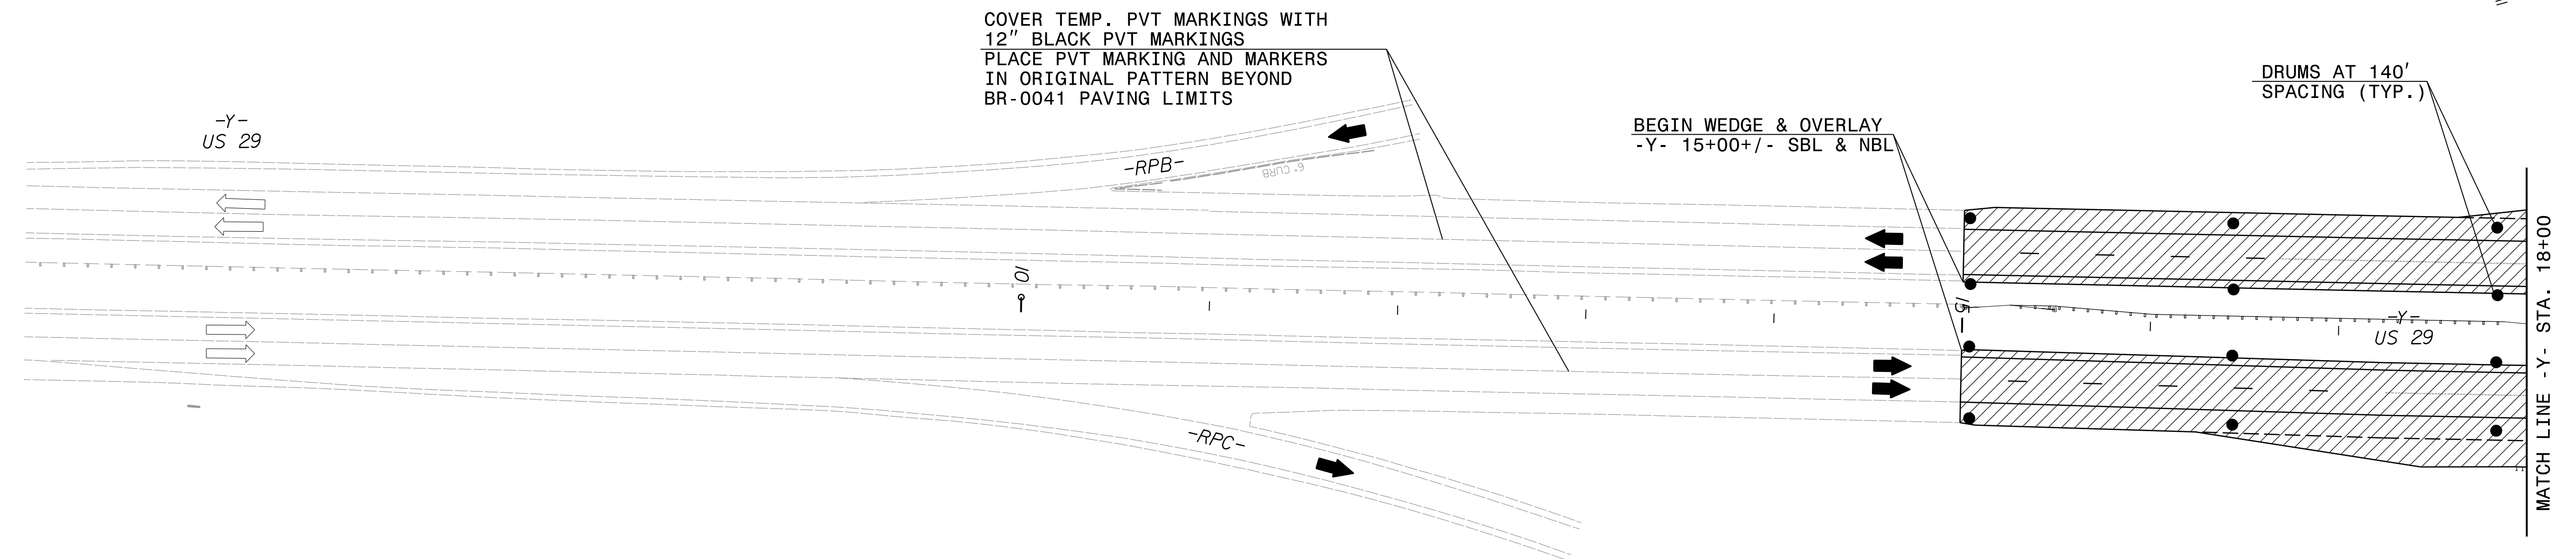 COVER TEMP. PVT MARKINGS WITH
12" BLACK PVT MARKINGS
PLACE PVT MARKING AND MARKERS
IN ORIGINAL PATTERN BEYOND
BR-0041 PAVING LIMITS
DRUMS AT 140'
SPACING (TYP.)
-Y-
US 29
BEGIN WEDGE & OVERLAY
-Y- 15+00+/- SBL & NBL
-RPB-
6" CURB
10
15
-Y-
US 29
-RPC-
MATCH LINE -Y- STA. 18+00